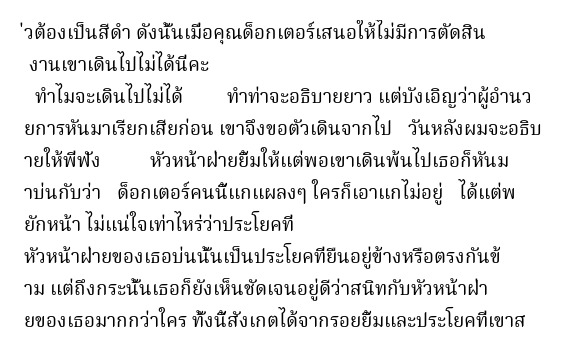 ่วต้องเป็นสีดำ ดังนั้นเมื่อคุณด็อกเตอร์เสนอให้ไม่มีการตัดสิน
งานเขาเดินไปไม่ได้นี่คะ
ทำไมจะเดินไปไม่ได้ ทำท่าจะอธิบายยาว แต่บังเอิญว่าผู้อำนว
ยการหันมาเรียกเสียก่อน เขาจึงขอตัวเดินจากไป วันหลังผมจะอธิบ
ายให้พี่ฟัง หัวหน้าฝ่ายยิ้มให้แต่พอเขาเดินพ้นไปเธอก็หันม
าบ่นกับว่า ด็อกเตอร์คนนี้แกแผลงๆ ใครก็เอาแกไม่อยู่ ได้แต่พ
ยักหน้า ไม่แน่ใจเท่าไหร่ว่าประโยคที่
หัวหน้าฝ่ายของเธอบ่นนั้นเป็นประโยคที่ยืนอยู่ข้างหรือตรงกันข้
าม แต่ถึงกระนั้นเธอก็ยังเห็นชัดเจนอยู่ดีว่าสนิทกับหัวหน้าฝ่า
ยของเธอมากกว่าใคร ทั้งนี้สังเกตได้จากรอยยิ้มและประโยคที่เขาส